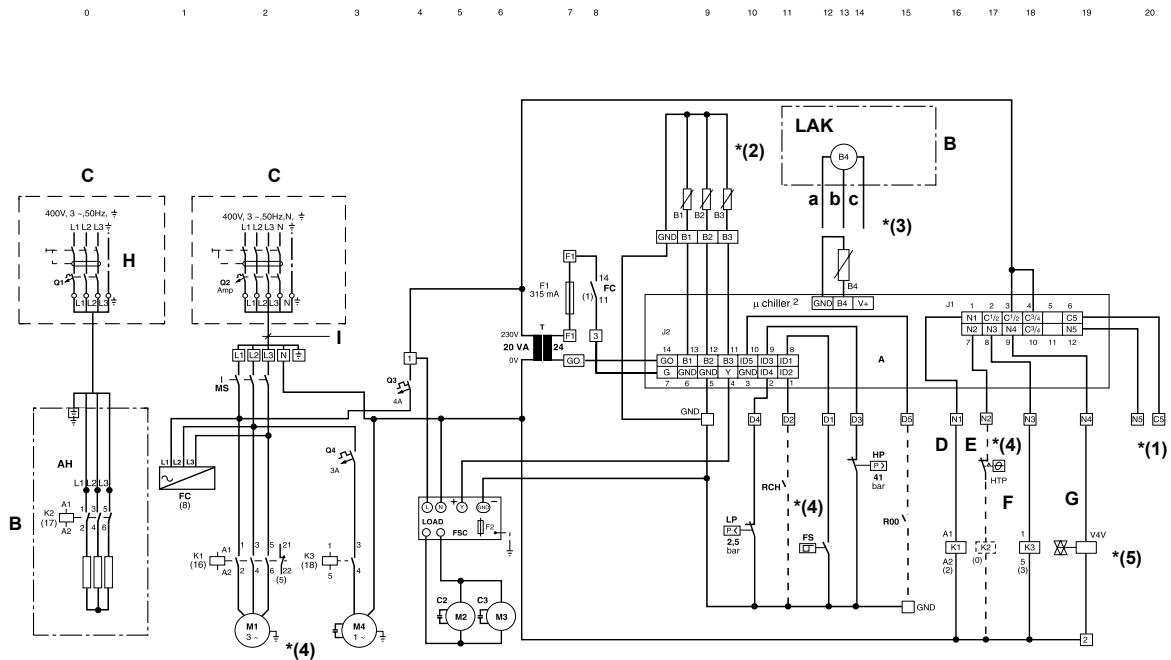 0 1 2 3 4 5 6 7 8 9 10 11 12 13 14 15 16 17 18 19 20
C
400V, 3 ~,50Hz, ⏚
L1 L2 L3
H
Q1
L1 L2 L3
C
400V, 3 ~,50Hz,N, ⏚
L1 L2 L3 N
Q2
Amp
L1 L2 L3 N
I
L1 L2 L3 N
MS
AH
L1 L2 L3
K2
(17)
A1
A2
1 3 5
2 4 6
B
L1 L2 L3
FC
(8)
K1
(16)
A1
A2
1 3 5 21
2 4 6 22
(5)
M1
3 ~
*(4)
Q4
3A
K3
(18)
1
5
3
4
M4
1 ~
1
Q3
4A
L N + Y GND −
LOAD
FSC
F2
C2
M2
C3
M3
F1
F1
315 mA
F1
14
FC
(1)
11
3
230V
T
20 VA
24
0V
GO
*(2)
B1 B2 B3
GND B1 B2 B3
LAK
B4
B
a b c
*(3)
B4
µ chiller 2
GND B4 V+
J2
14 13 12 11 10 9 8
GO B1 B2 B3 ID5 ID3 ID1
G GND GND Y GND ID4 ID2
7 6 5 4 3 2 1
A
J1
1 2 3 4 5 6
N1 C1/2 C1/2 C3/4 C5
N2 N3 N4 C3/4 N5
7 8 9 10 11 12
GND
D4 D2 D1 D3 D5
N1 N2 N3 N4 N5 C5
*(1)
D
E
*(4)
HTP
F
G
HP
P
41
bar
RCH
*(4)
LP
P
2,5
bar
FS
R00
GND
A1
K1
A2
(2)
K2
(0)
1
K3
5
(3)
V4V
*(5)
2